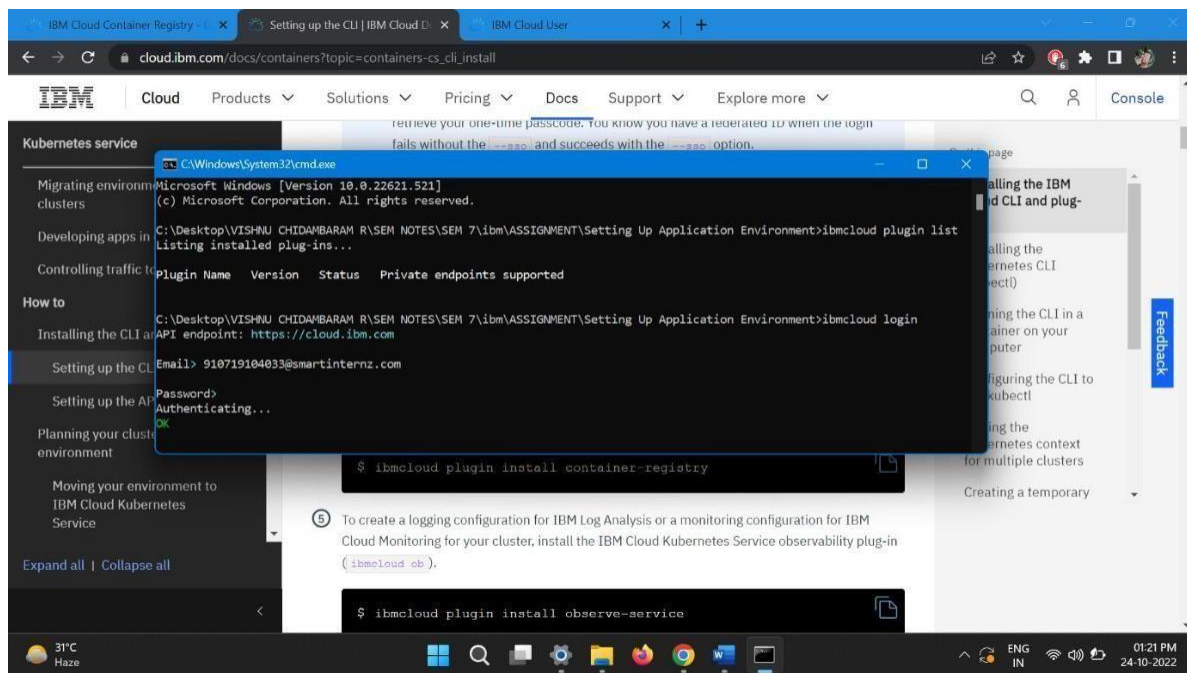 IBM Cloud Container Registry -
Setting up the CLI | IBM Cloud D
IBM Cloud User
cloud.ibm.com/docs/containers?topic=containers-cs_cli_install
6
IBM
Cloud
Products
Solutions
Pricing
Docs
Support
Explore more
Console
Kubernetes service
Migrating environm
clusters
Developing apps in
Controlling traffic to
How to
Installing the CLI an
Setting up the CL
Setting up the AP
Planning your cluste
environment
Moving your environment to
IBM Cloud Kubernetes
Service
Expand all | Collapse all
retrieve your one-time passcode. You know you have a federated ID when the login
fails without the --sso and succeeds with the --sso option.
C:\Windows\System32\cmd.exe
Microsoft Windows [Version 10.0.22621.521]
(c) Microsoft Corporation. All rights reserved.
C:\Desktop\VISHNU CHIDAMBARAM R\SEM NOTES\SEM 7\ibm\ASSIGNMENT\Setting Up Application Environment>ibmcloud plugin list
Listing installed plug-ins...
Plugin Name Version Status Private endpoints supported
C:\Desktop\VISHNU CHIDAMBARAM R\SEM NOTES\SEM 7\ibm\ASSIGNMENT\Setting Up Application Environment>ibmcloud login
API endpoint: https://cloud.ibm.com
Email> 910719104033@smartinternz.com
Password>
Authenticating...
OK
$ ibmcloud plugin install container-registry
5 To create a logging configuration for IBM Log Analysis or a monitoring configuration for IBM
Cloud Monitoring for your cluster, install the IBM Cloud Kubernetes Service observability plug-in
( ibmcloud ob ).
$ ibmcloud plugin install observe-service
page
alling the IBM
d CLI and plug-
alling the
ernetes CLI
ectl)
ning the CLI in a
ainer on your
puter
figuring the CLI to
kubectl
ing the
ernetes context
for multiple clusters
Creating a temporary
Feedback
31°C
Haze
ENG
IN
01:21 PM
24-10-2022